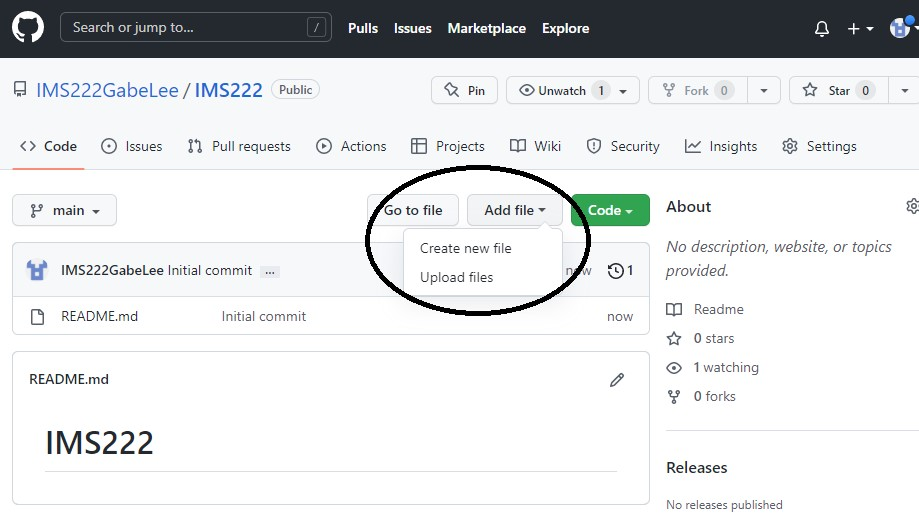 Search or jump to... / Pulls Issues Marketplace Explore
IMS222GabeLee / IMS222 Public Pin Unwatch 1 Fork 0 Star 0
Code Issues Pull requests Actions Projects Wiki Security Insights Settings
main Go to file Add file Code
Create new file
Upload files
IMS222GabeLee Initial commit ... now 1
README.md Initial commit now
README.md
IMS222
About
No description, website, or topics
provided.
Readme
0 stars
1 watching
0 forks
Releases
No releases published